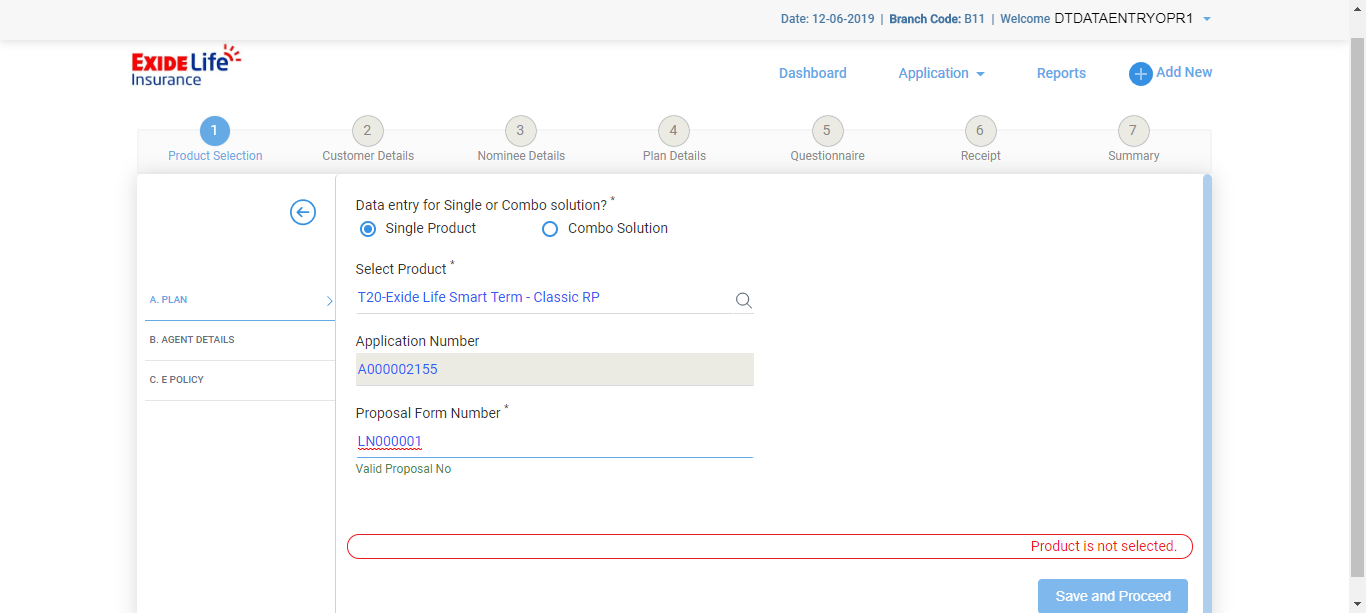 Date: 12-06-2019 | Branch Code: B11 | Welcome DTDATAENTRYOPR1
EXIDE Life
Insurance
Dashboard Application Reports + Add New
1 2 3 4 5 6 7
Product Selection Customer Details Nominee Details Plan Details Questionnaire Receipt Summary
Data entry for Single or Combo solution? *
Single Product Combo Solution
Select Product *
A. PLAN
T20-Exide Life Smart Term - Classic RP
B. AGENT DETAILS
Application Number
A000002155
C. E POLICY
Proposal Form Number *
LN000001
Valid Proposal No
Product is not selected.
Save and Proceed